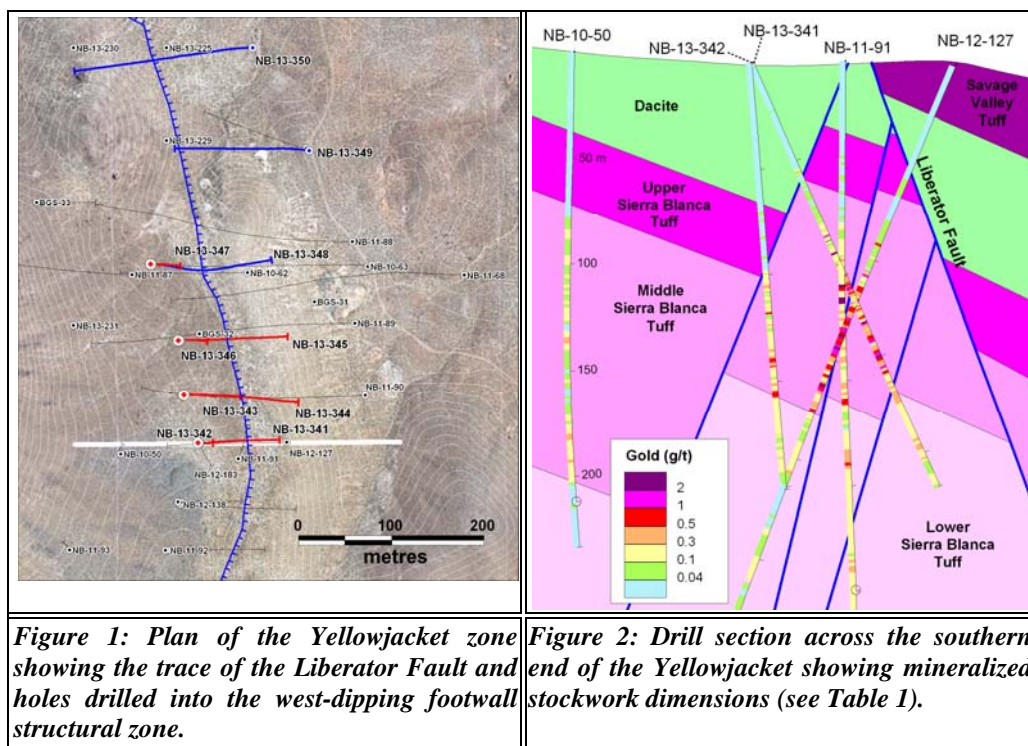 NB-13-230
NB-13-225
NB-13-350
NB-13-229
NB-13-349
BGS-33
NB-11-88
NB-13-347
NB-13-348
NB-11-87
NB-10-62
NB-10-63
NB-11-68
BGS-31
NB-13-231
BGS-32
NB-11-89
NB-13-345
NB-13-346
NB-11-90
NB-13-343
NB-13-344
NB-13-342
NB-13-341
NB-10-50
NB-11-91
NB-12-127
NB-12-183
NB-12-138
NB-11-93
NB-11-92
0 100 200
metres
NB-10-50
NB-13-342
NB-13-341
NB-11-91
NB-12-127
Dacite
Savage
Valley
Tuff
50 m
Upper
Sierra Blanca
Tuff
Liberator Fault
100
Middle
Sierra Blanca
Tuff
150
200
Gold (g/t)
2
1
0.5
0.3
0.1
0.04
Lower
Sierra Blanca
Tuff
Figure 1: Plan of the Yellowjacket zone
showing the trace of the Liberator Fault and
holes drilled into the west-dipping footwall
structural zone.
Figure 2: Drill section across the southern
end of the Yellowjacket showing mineralized
stockwork dimensions (see Table 1).